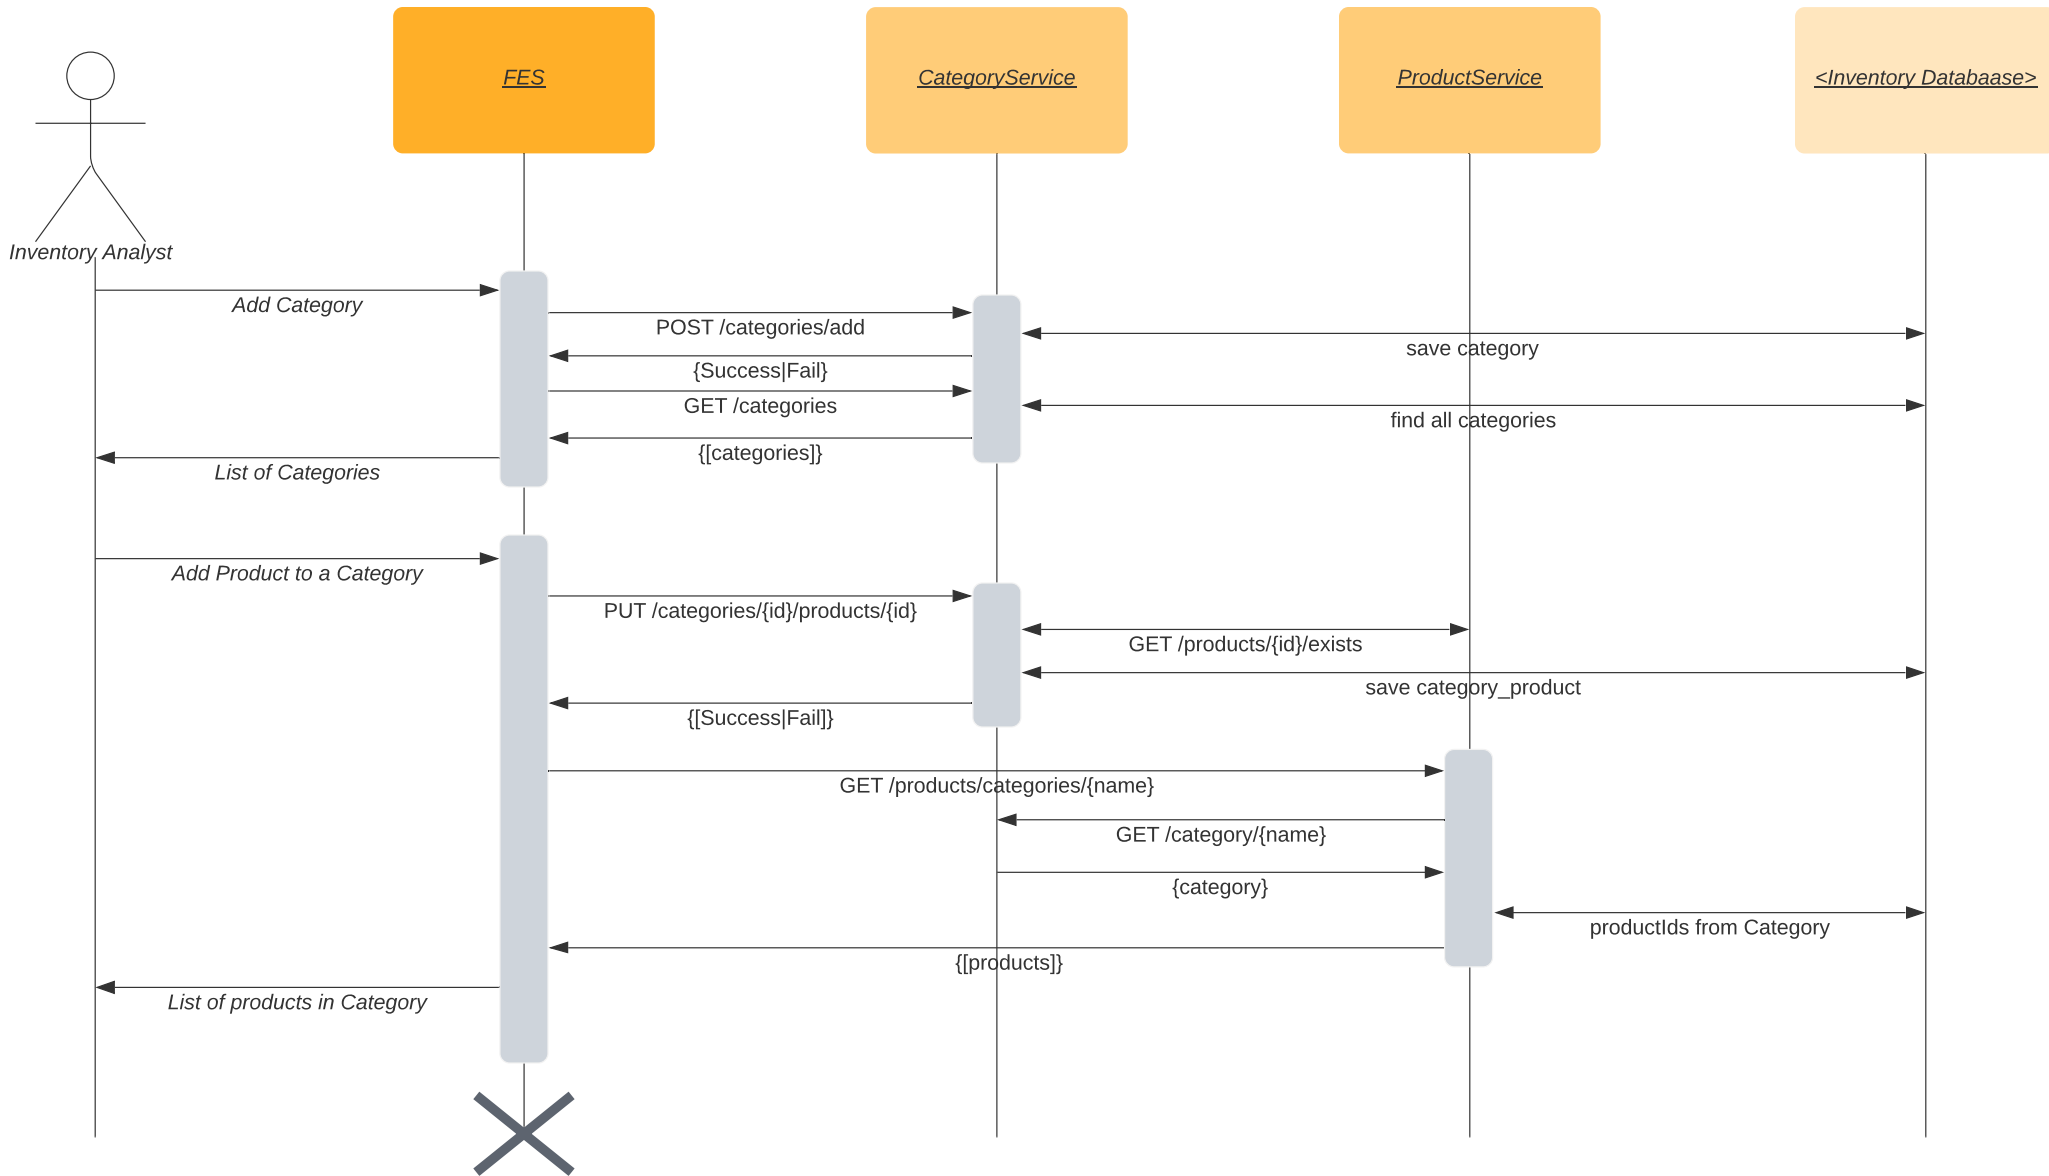 FES
CategoryService
ProductService
<Inventory Databaase>
Inventory Analyst
Add Category
POST /categories/add
save category
{Success|Fail}
GET /categories
find all categories
{[categories]}
List of Categories
Add Product to a Category
PUT /categories/{id}/products/{id}
GET /products/{id}/exists
save category_product
{[Success|Fail]}
GET /products/categories/{name}
GET /category/{name}
{category}
productIds from Category
{[products]}
List of products in Category